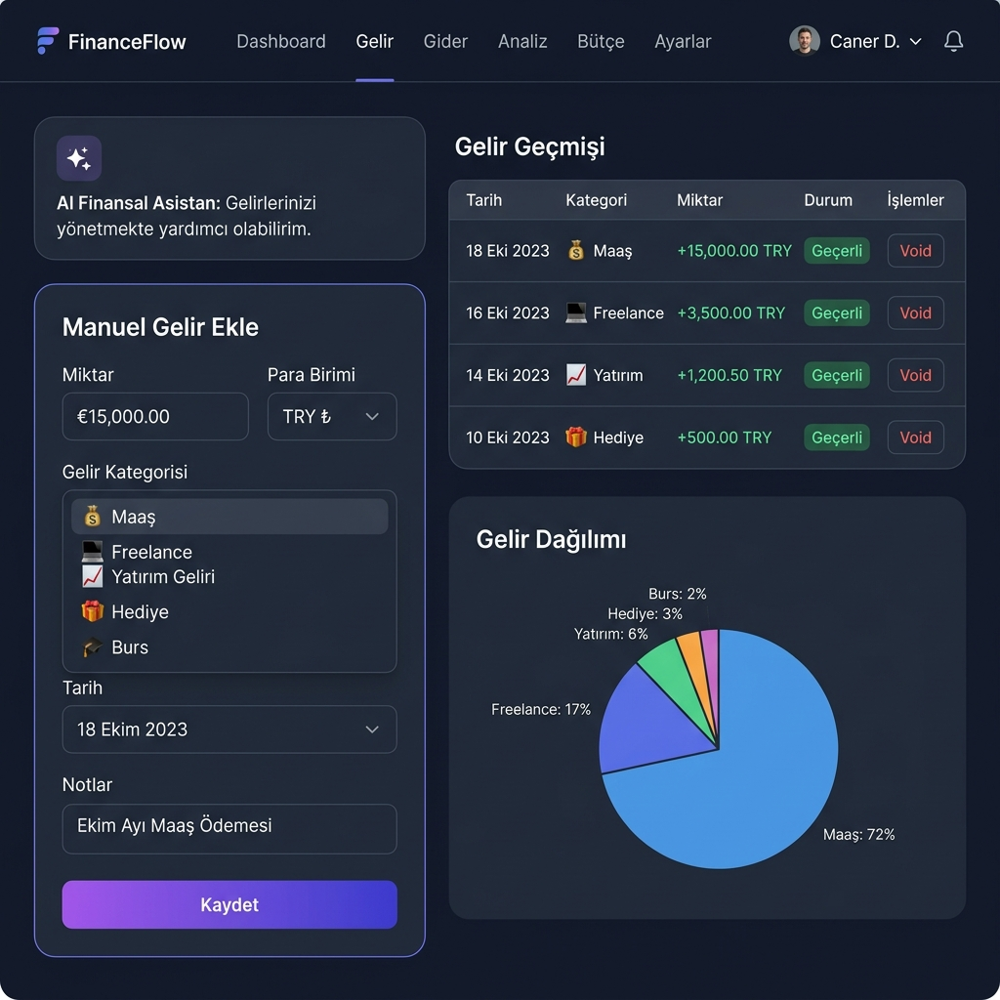 FinanceFlow
Dashboard
Gelir
Gider
Analiz
Bütçe
Ayarlar
Caner D.
AI Finansal Asistan: Gelirlerinizi
yönetmekte yardımcı olabilirim.
Manuel Gelir Ekle
Miktar
Para Birimi
€15,000.00
TRY ₺
Gelir Kategorisi
Maaş
Freelance
Yatırım Geliri
Hediye
Burs
Tarih
18 Ekim 2023
Notlar
Ekim Ayı Maaş Ödemesi
Kaydet
Gelir Geçmişi
Tarih Kategori Miktar Durum İşlemler
18 Eki 2023 Maaş +15,000.00 TRY Geçerli Void
16 Eki 2023 Freelance +3,500.00 TRY Geçerli Void
14 Eki 2023 Yatırım +1,200.50 TRY Geçerli Void
10 Eki 2023 Hediye +500.00 TRY Geçerli Void
Gelir Dağılımı
Burs: 2%
Hediye: 3%
Yatırım: 6%
Freelance: 17%
Maaş: 72%